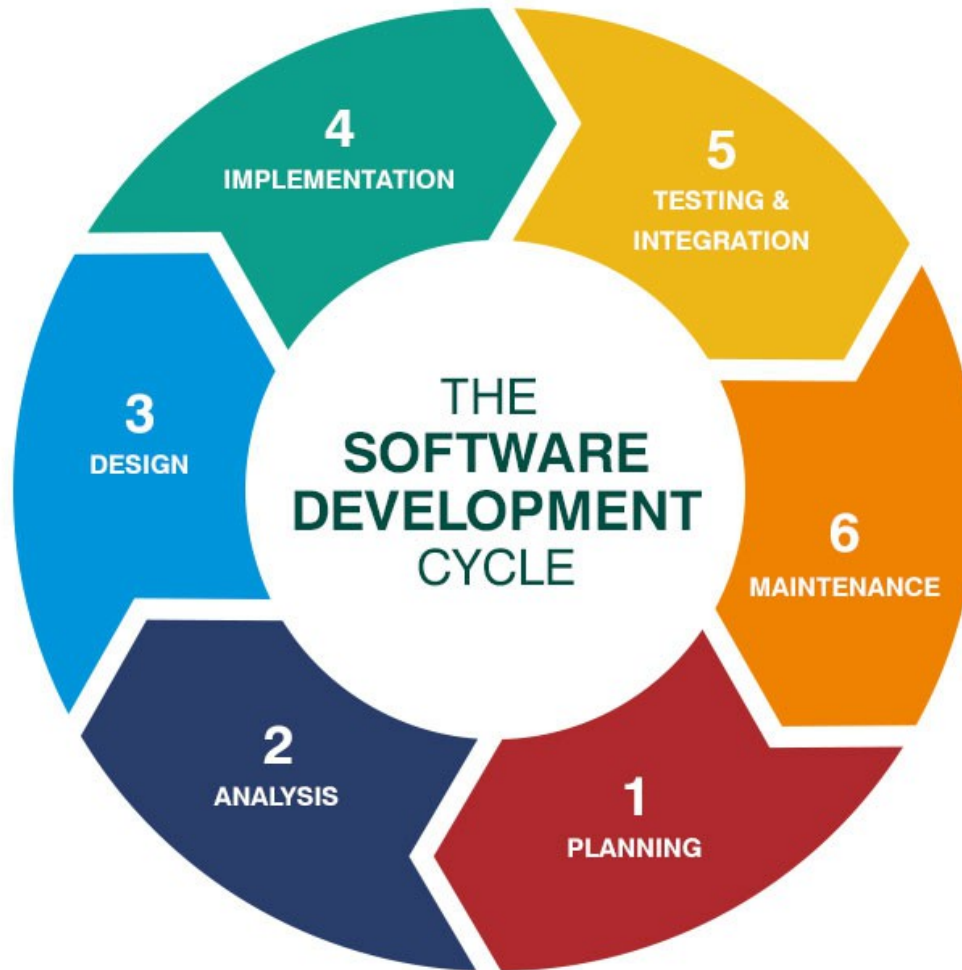 THE
SOFTWARE
DEVELOPMENT
CYCLE
1
PLANNING
2
ANALYSIS
3
DESIGN
4
IMPLEMENTATION
5
TESTING &
INTEGRATION
6
MAINTENANCE